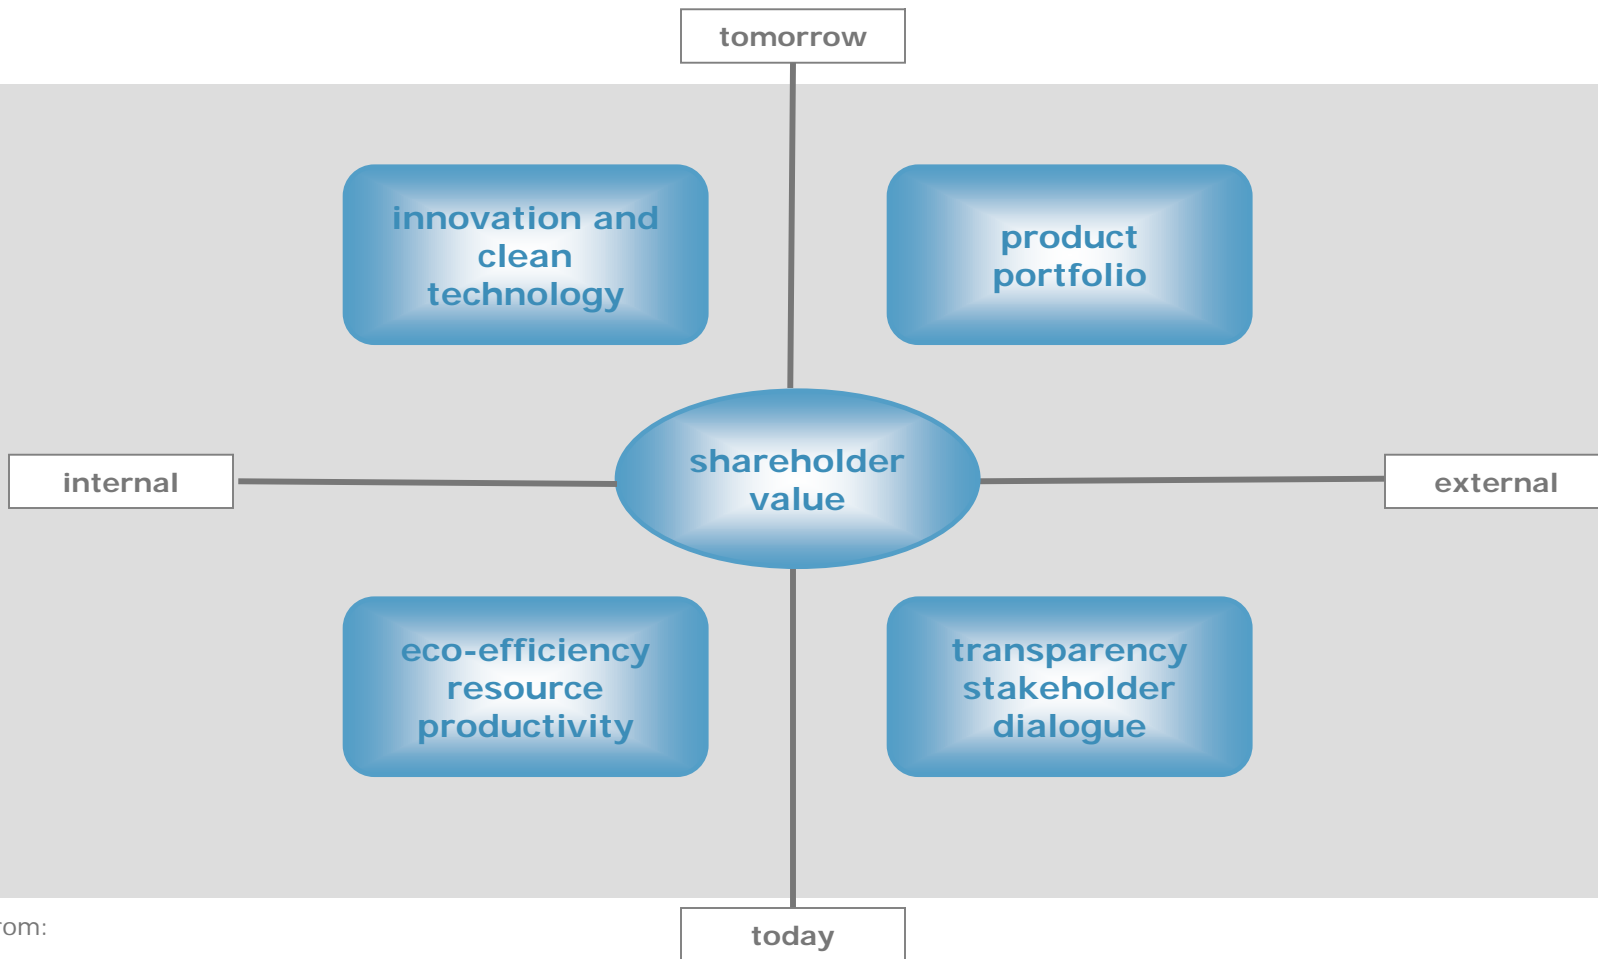 tomorrow
innovation and
clean
technology
product
portfolio
shareholder
value
internal
external
eco-efficiency
resource
productivity
transparency
stakeholder
dialogue
rom:
today